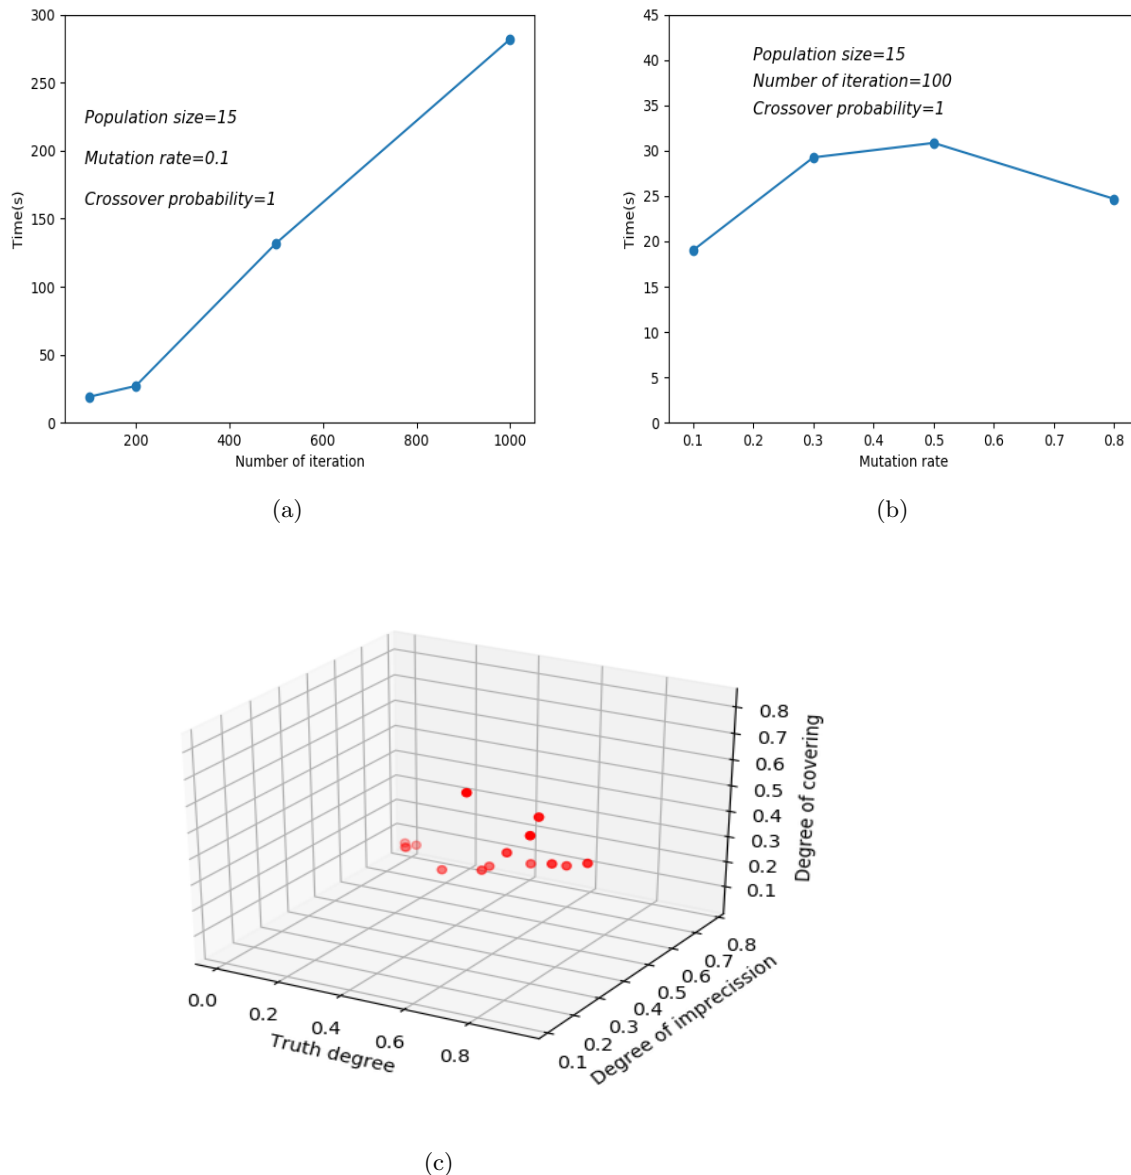 300
250
200
150
100
50
0
Time(s)
Population size=15
Mutation rate=0.1
Crossover probability=1
200 400 600 800 1000
Number of iteration
(a)
45
40
35
30
25
20
15
10
5
0
Time(s)
Population size=15
Number of iteration=100
Crossover probability=1
0.1 0.2 0.3 0.4 0.5 0.6 0.7 0.8
Mutation rate
(b)
0.8
0.7
0.6
0.5
0.4
0.3
0.2
0.1
Degree of covering
0.0 0.2 0.4 0.6 0.8
Truth degree
0.1 0.2 0.3 0.4 0.5 0.6 0.7 0.8
Degree of imprecission
(c)